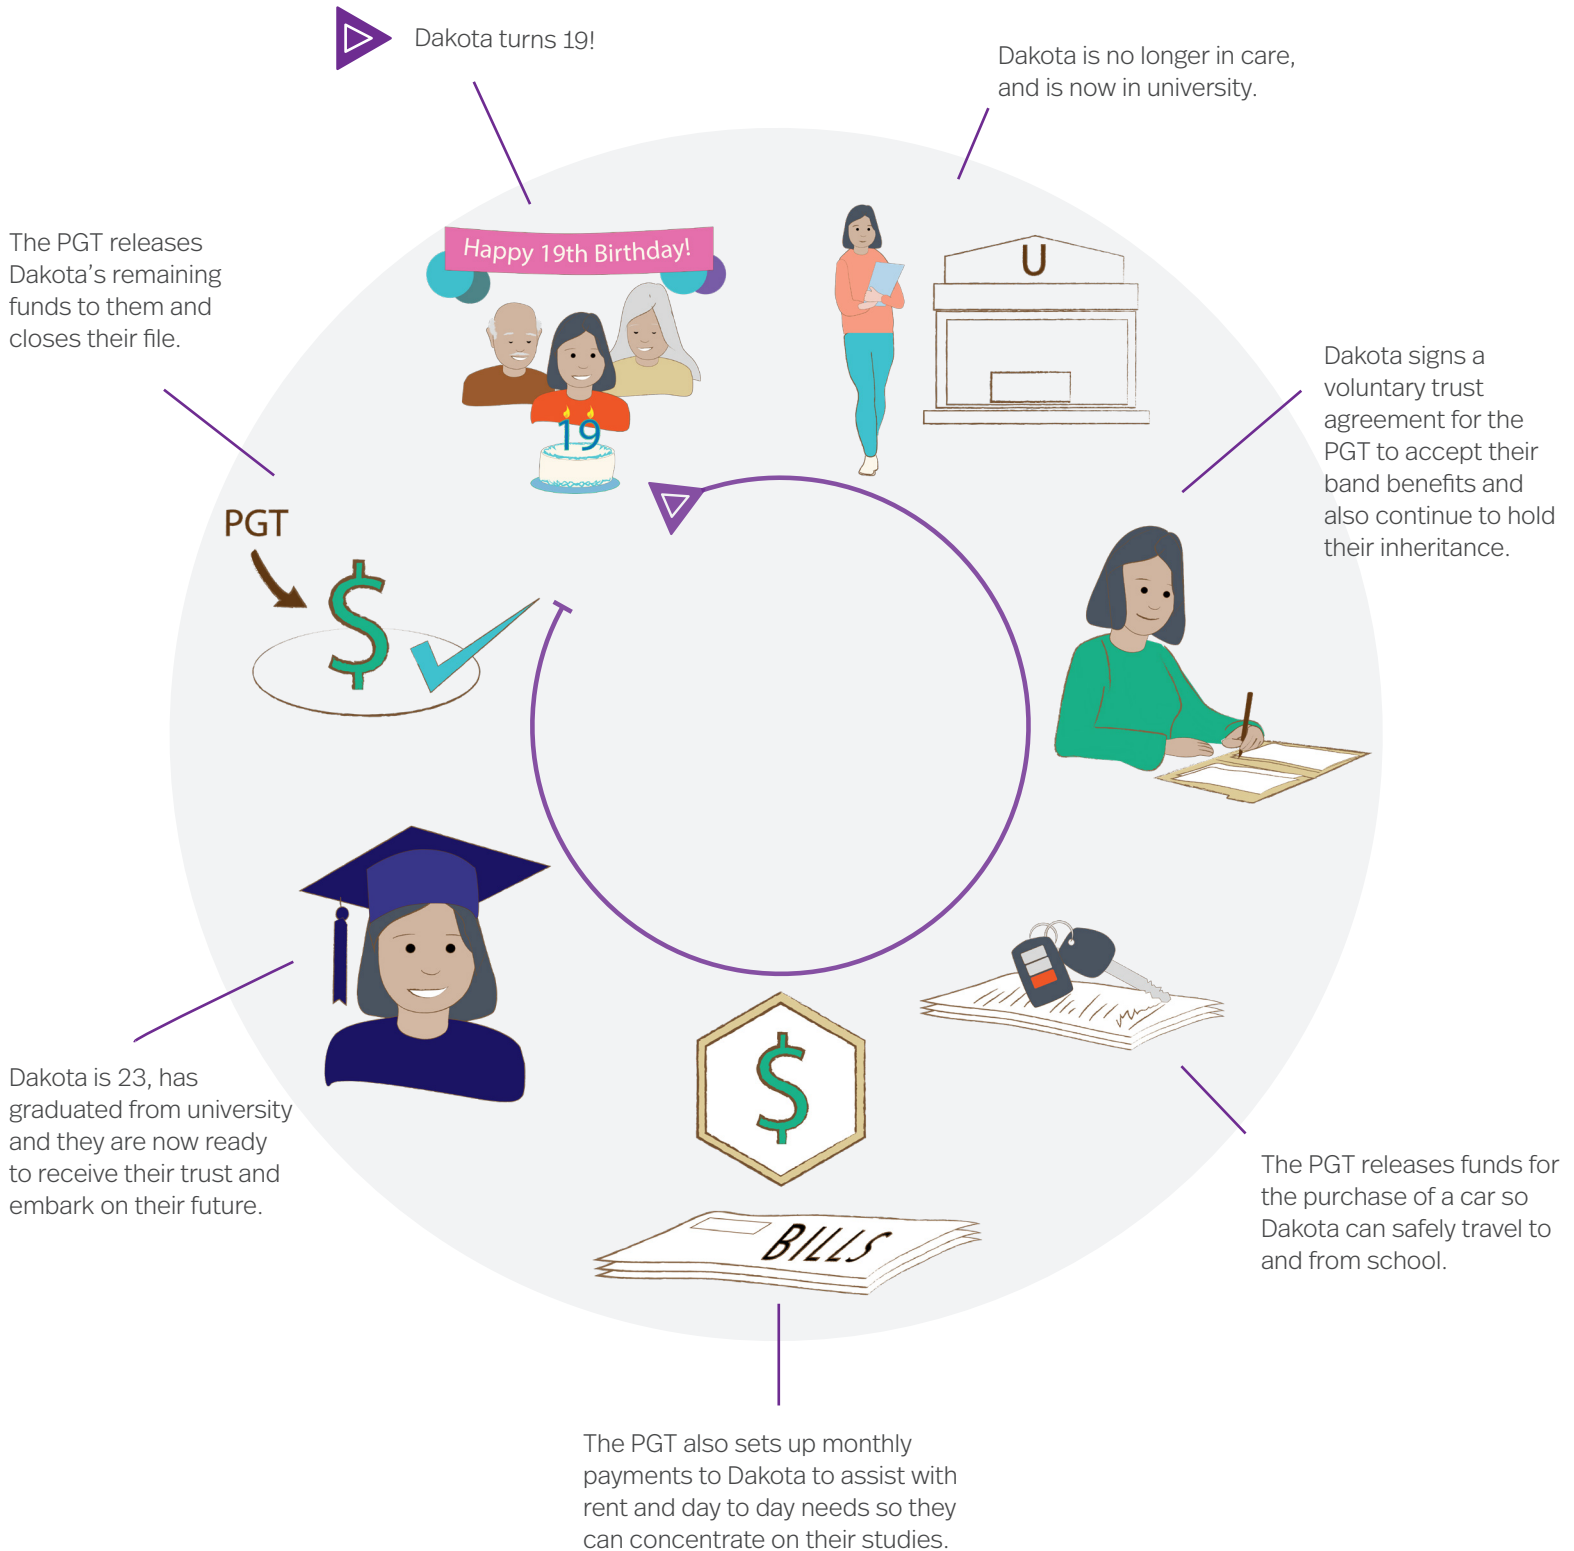 Dakota turns 19!
Dakota is no longer in care,
and is now in university.
Happy 19th Birthday!
19
U
Dakota signs a
voluntary trust
agreement for the
PGT to accept their
band benefits and
also continue to hold
their inheritance.
The PGT releases funds for
the purchase of a car so
Dakota can safely travel to
and from school.
BILLS
The PGT also sets up monthly
payments to Dakota to assist with
rent and day to day needs so they
can concentrate on their studies.
Dakota is 23, has
graduated from university
and they are now ready
to receive their trust and
embark on their future.
The PGT releases
Dakota's remaining
funds to them and
closes their file.
PGT
$
$